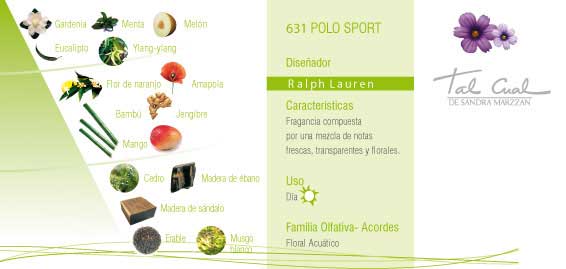 Gardenia Menta Melón
Eucalipto Ylang-ylang
Flor de naranjo Amapola
Bambú Jengibre
Mango
Cedro Madera de ébano
Madera de sándalo
Erable Musgo
blanco
631 POLO SPORT
Diseñador
Ralph Lauren
Caracteristicas
Fragancia compuesta
por una mezcla de notas
frescas, transparentes y florales.
Uso
Día
Familia Olfativa- Acordes
Floral Acuático
Tal Cual
DE SANDRA MARZZAN